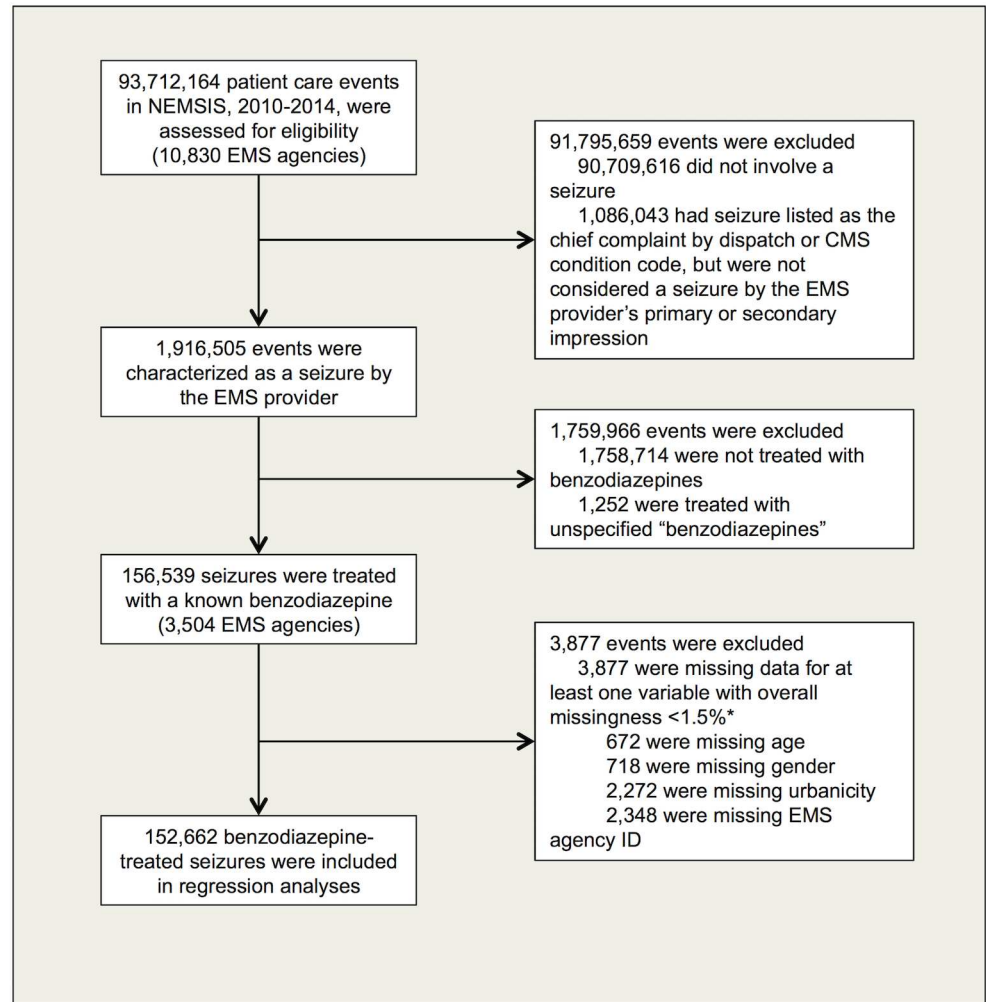 93,712,164 patient care events
in NEMSIS, 2010-2014, were
assessed for eligibility
(10,830 EMS agencies)
91,795,659 events were excluded
90,709,616 did not involve a
seizure
1,086,043 had seizure listed as the
chief complaint by dispatch or CMS
condition code, but were not
considered a seizure by the EMS
provider’s primary or secondary
impression
1,916,505 events were
characterized as a seizure by
the EMS provider
1,759,966 events were excluded
1,758,714 were not treated with
benzodiazepines
1,252 were treated with
unspecified “benzodiazepines”
156,539 seizures were treated
with a known benzodiazepine
(3,504 EMS agencies)
3,877 events were excluded
3,877 were missing data for at
least one variable with overall
missingness <1.5%*
672 were missing age
718 were missing gender
2,272 were missing urbanicity
2,348 were missing EMS
agency ID
152,662 benzodiazepine-
treated seizures were included
in regression analyses